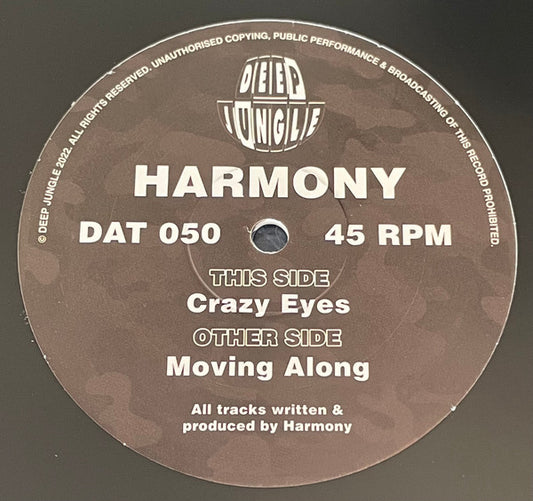 © DEEP JUNGLE 2022. ALL RIGHTS RESERVED. UNAUTHORISED COPYING, PUBLIC PERFORMANCE & BROADCASTING OF THIS RECORD PROHIBITED.
DEEP
JUNGLE
HARMONY
DAT 050 45 RPM
THIS SIDE
Crazy Eyes
OTHER SIDE
Moving Along
All tracks written &
produced by Harmony